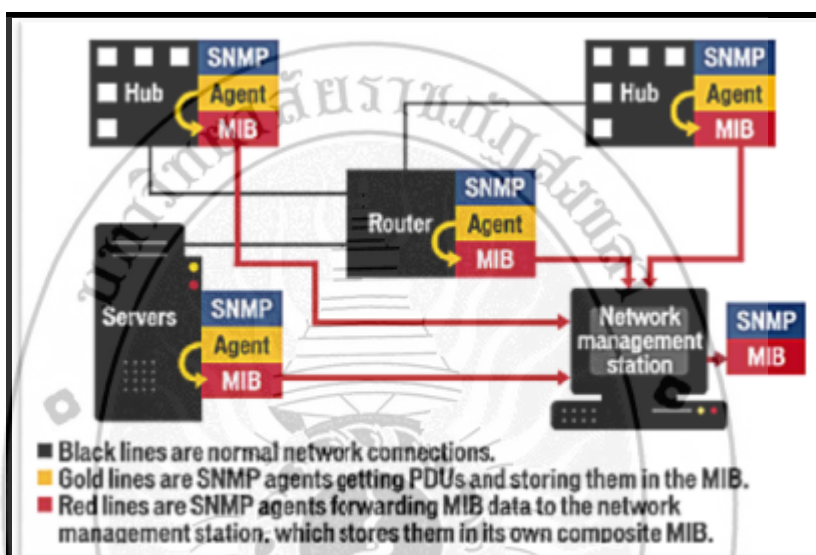 SNMP
Hub
Agent
MIB
SNMP
Hub
Agent
MIB
SNMP
Router
Agent
MIB
Servers
SNMP
Agent
MIB
Network
management
station
SNMP
MIB
Black lines are normal network connections.
Gold lines are SNMP agents getting PDUs and storing them in the MIB.
Red lines are SNMP agents forwarding MIB data to the network
management station, which stores them in its own composite MIB.